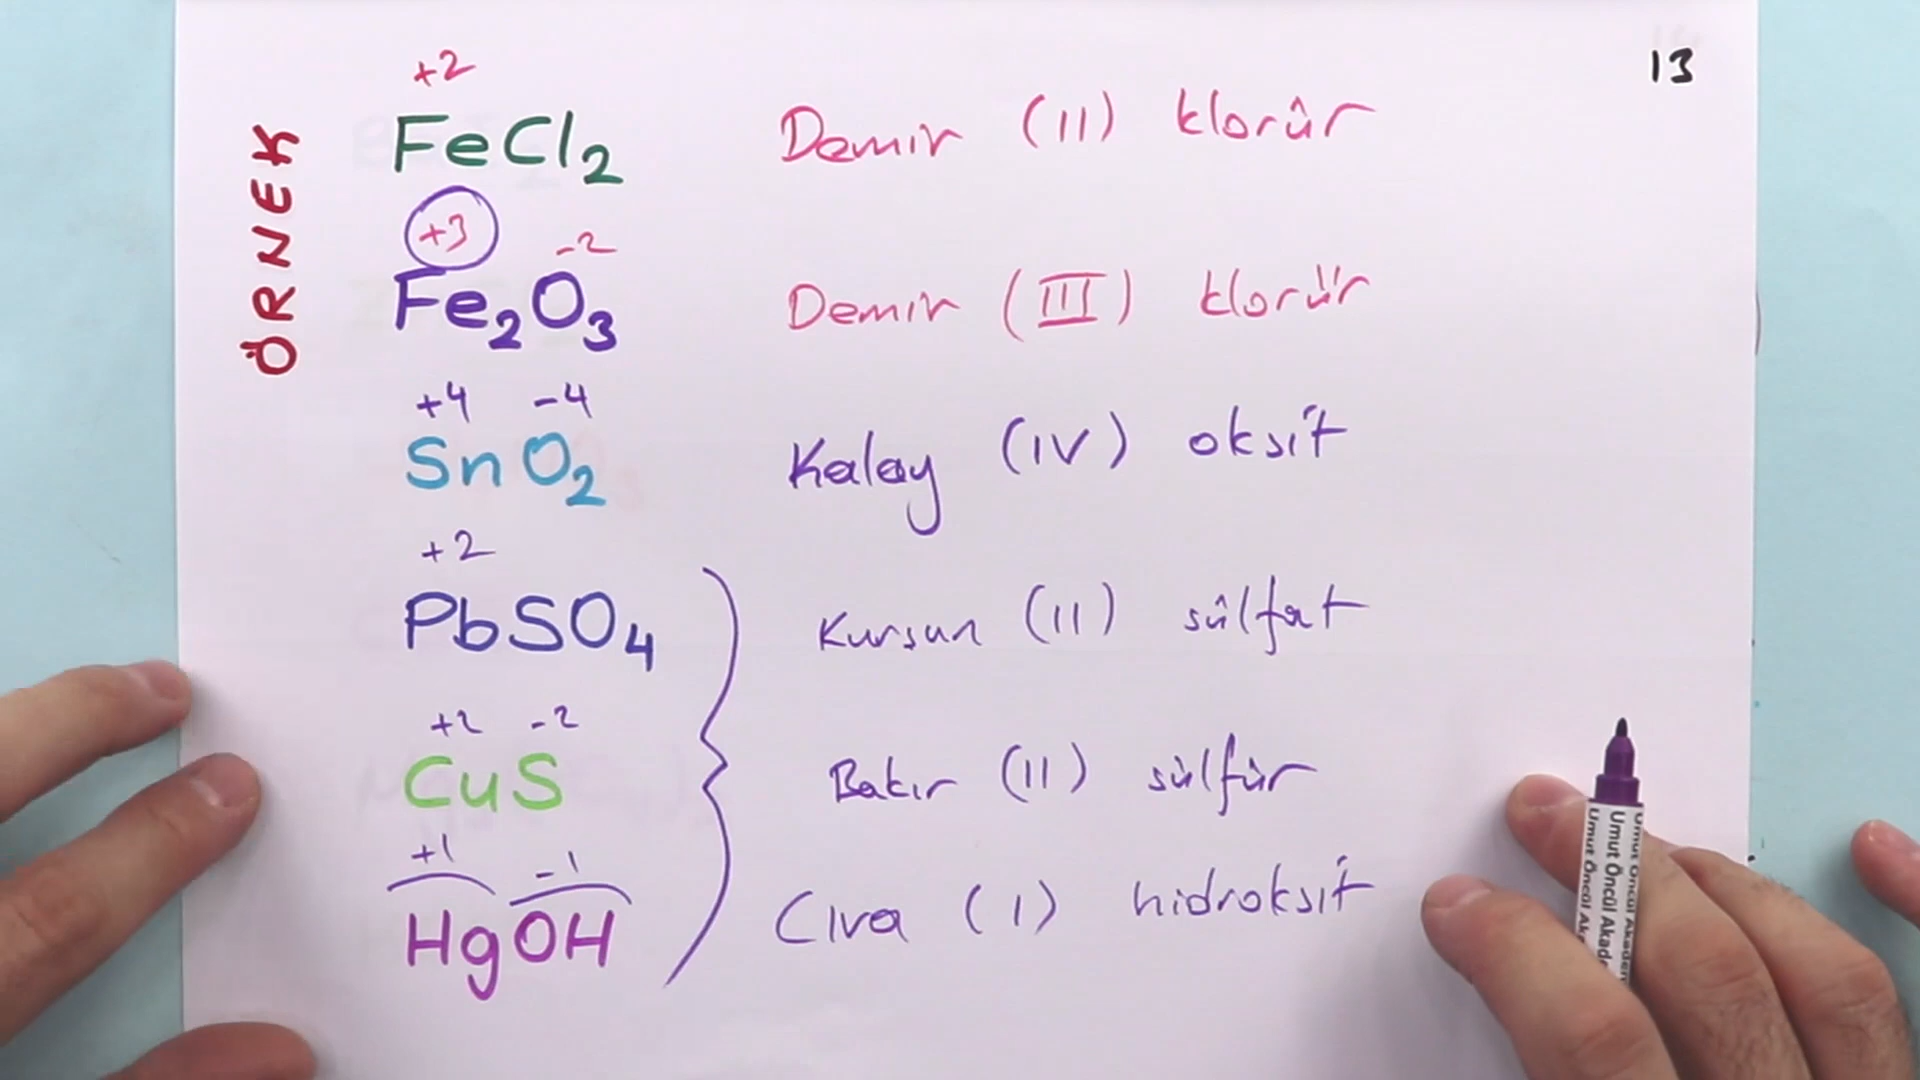 13
ÖRNEK
+2
FeCl2 Demir (II) klorür
+3 -2
Fe2O3 Demir (III) klorür
+4 -4
SnO2 Kalay (IV) oksit
+2
PbSO4 Kurşun (II) sülfat
+2 -2
CuS Bakır (II) sülfür
+1 -1
HgOH Civa (I) hidroksit
Umut Öncül Akademi